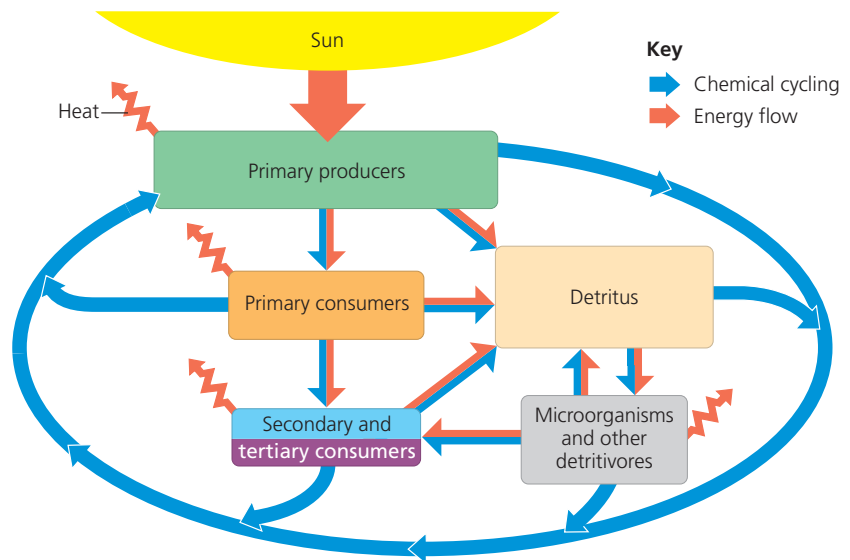 Sun
Key
Chemical cycling
Energy flow
Heat
Primary producers
Primary consumers
Detritus
Secondary and
tertiary consumers
Microorganisms
and other
detritivores